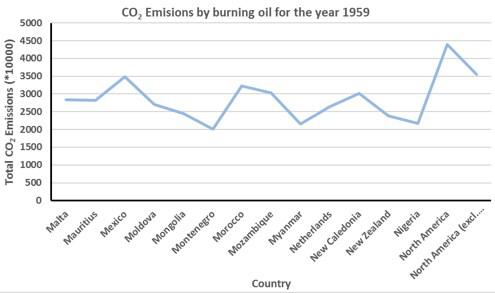 CO₂ Emisions by burning oil for the year 1959
Total CO₂ Emissions (*10000)
5000
4500
4000
3500
3000
2500
2000
1500
1000
500
0
Malta
Mauritius
Mexico
Moldova
Mongolia
Montenegro
Morocco
Mozambique
Myanmar
Netherlands
New Caledonia
New Zealand
Nigeria
North America
North America (excl....
Country